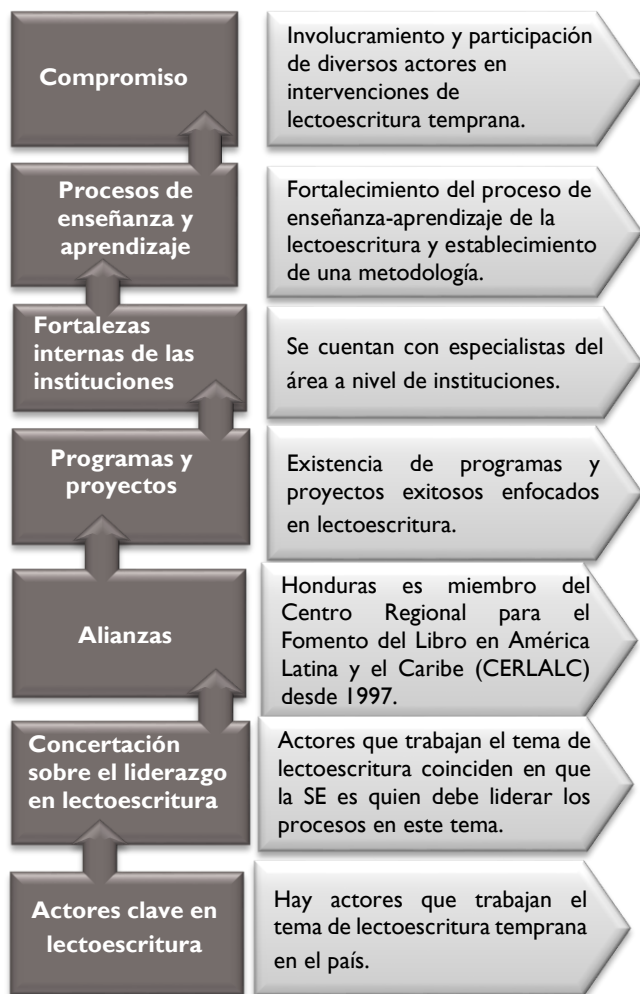 Compromiso
Involucramiento y participación
de diversos actores en
intervenciones de
lectoescritura temprana.
Procesos de
enseñanza y
aprendizaje
Fortalecimiento del proceso de
enseñanza-aprendizaje de la
lectoescritura y establecimiento
de una metodología.
Fortalezas
internas de las
instituciones
Se cuentan con especialistas del
área a nivel de instituciones.
Programas y
proyectos
Existencia de programas y
proyectos exitosos enfocados
en lectoescritura.
Alianzas
Honduras es miembro del
Centro Regional para el
Fomento del Libro en América
Latina y el Caribe (CERLALC)
desde 1997.
Concertación
sobre el liderazgo
en lectoescritura
Actores que trabajan el tema de
lectoescritura coinciden en que
la SE es quien debe liderar los
procesos en este tema.
Actores clave en
lectoescritura
Hay actores que trabajan el
tema de lectoescritura temprana
en el país.